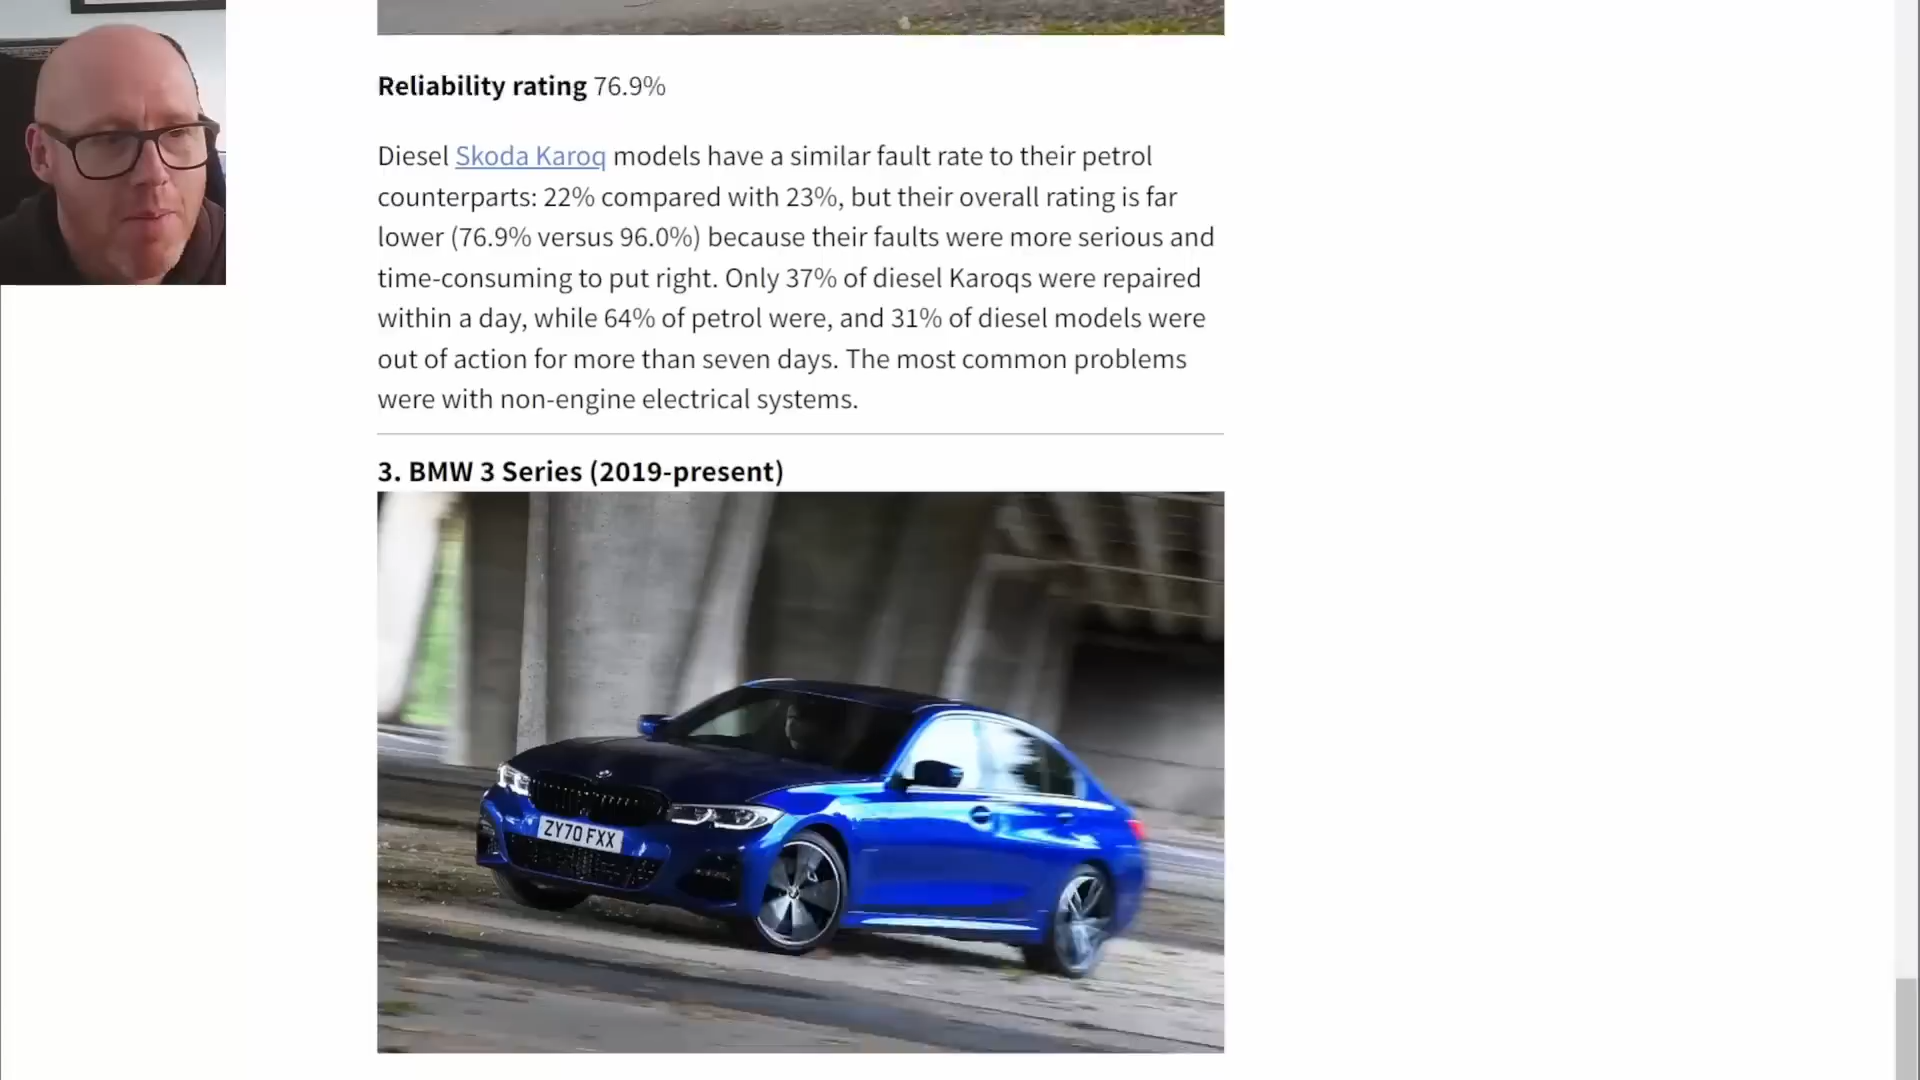 Reliability rating 76.9%
Diesel Skoda Karoq models have a similar fault rate to their petrol
counterparts: 22% compared with 23%, but their overall rating is far
lower (76.9% versus 96.0%) because their faults were more serious and
time-consuming to put right. Only 37% of diesel Karoqs were repaired
within a day, while 64% of petrol were, and 31% of diesel models were
out of action for more than seven days. The most common problems
were with non-engine electrical systems.
3. BMW 3 Series (2019-present)
ZY70 FXX